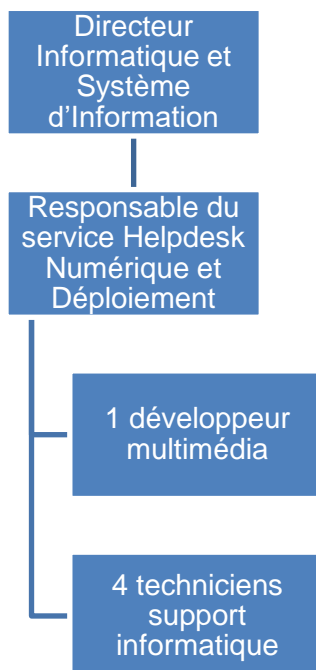 Directeur
Informatique et
Système
d'Information
Responsable du
service Helpdesk
Numérique et
Déploiement
1 développeur
multimédia
4 techniciens
support
informatique